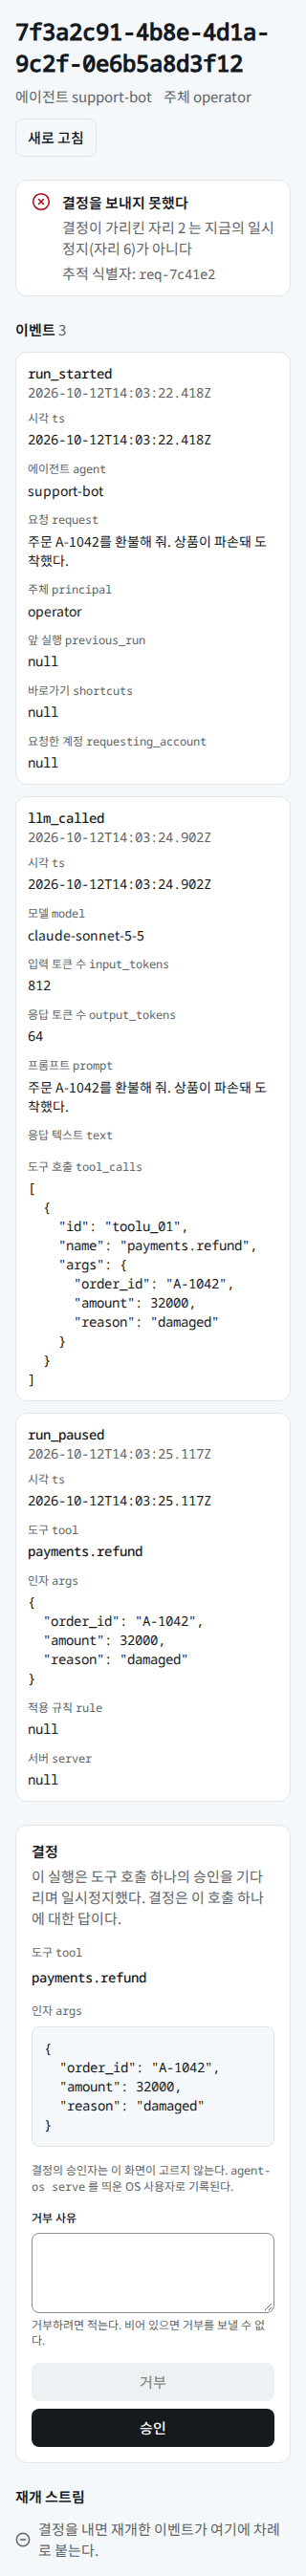 7f3a2c91-4b8e-4d1a-
9c2f-0e6b5a8d3f12
에이전트 support-bot 주체 operator
새로 고침
결정을 보내지 못했다
결정이 가리킨 자리 2 는 지금의 일시
정지(자리 6)가 아니다
추적 식별자: req-7c41e2
이벤트 3
run_started
2026-10-12T14:03:22.418Z
시각 ts
2026-10-12T14:03:22.418Z
에이전트 agent
support-bot
요청 request
주문 A-1042를 환불해 줘. 상품이 파손돼 도
착했다.
주체 principal
operator
앞 실행 previous_run
null
바로가기 shortcuts
null
요청한 계정 requesting_account
null
llm_called
2026-10-12T14:03:24.902Z
시각 ts
2026-10-12T14:03:24.902Z
모델 model
claude-sonnet-5-5
입력 토큰 수 input_tokens
812
응답 토큰 수 output_tokens
64
프롬프트 prompt
주문 A-1042를 환불해 줘. 상품이 파손돼 도
착했다.
응답 텍스트 text
도구 호출 tool_calls
[
  {
    "id": "toolu_01",
    "name": "payments.refund",
    "args": {
      "order_id": "A-1042",
      "amount": 32000,
      "reason": "damaged"
    }
  }
]
run_paused
2026-10-12T14:03:25.117Z
시각 ts
2026-10-12T14:03:25.117Z
도구 tool
payments.refund
인자 args
{
  "order_id": "A-1042",
  "amount": 32000,
  "reason": "damaged"
}
적용 규칙 rule
null
서버 server
null
결정
이 실행은 도구 호출 하나의 승인을 기다
리며 일시정지했다. 결정은 이 호출 하나
에 대한 답이다.
도구 tool
payments.refund
인자 args
{
  "order_id": "A-1042",
  "amount": 32000,
  "reason": "damaged"
}
결정의 승인자는 이 화면이 고르지 않는다. agent-
os serve 를 띄운 OS 사용자로 기록된다.
거부 사유
거부하려면 적는다. 비어 있으면 거부를 보낼 수 없
다.
거부
승인
재개 스트림
결정을 내면 재개한 이벤트가 여기에 차례
로 붙는다.